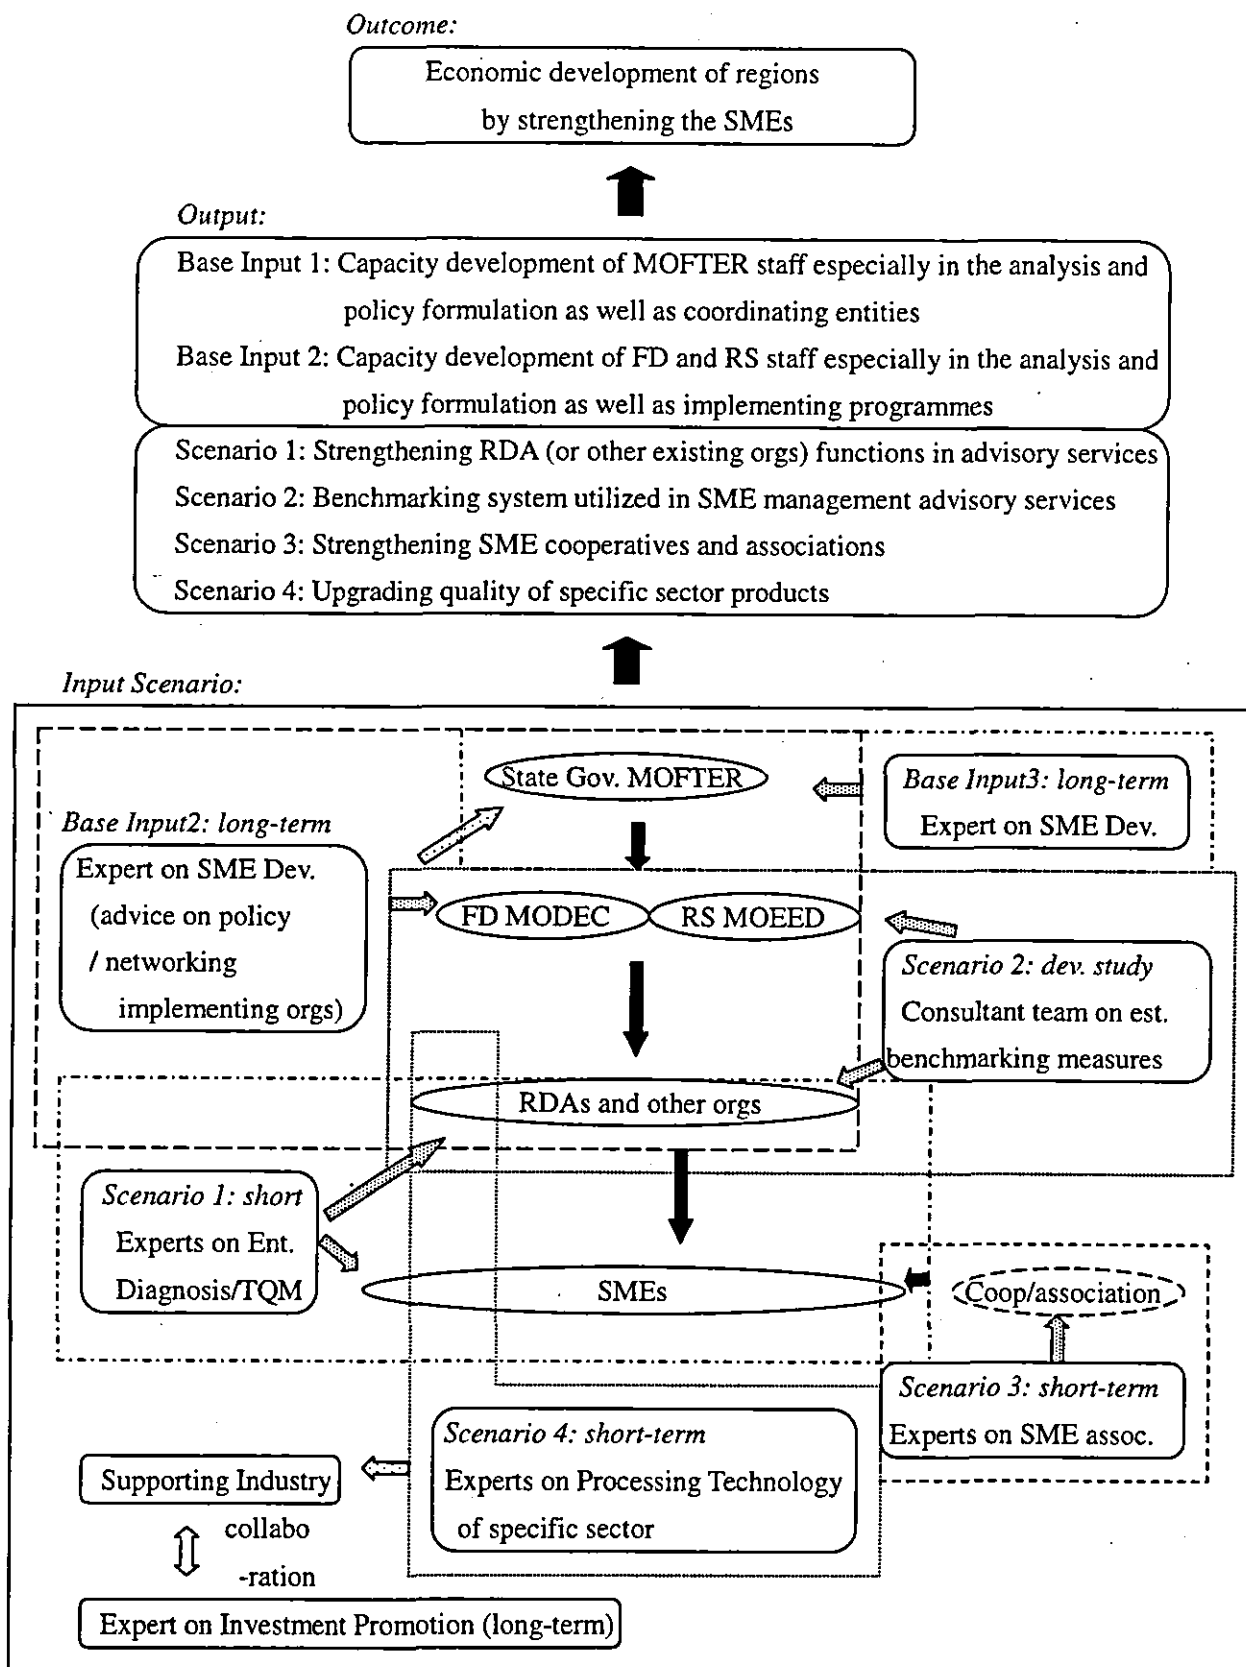 Outcome:
Economic development of regions
by strengthening the SMEs
Output:
Base Input 1: Capacity development of MOFTER staff especially in the analysis and
policy formulation as well as coordinating entities
Base Input 2: Capacity development of FD and RS staff especially in the analysis and
policy formulation as well as implementing programmes
Scenario 1: Strengthening RDA (or other existing orgs) functions in advisory services
Scenario 2: Benchmarking system utilized in SME management advisory services
Scenario 3: Strengthening SME cooperatives and associations
Scenario 4: Upgrading quality of specific sector products
Input Scenario:
State Gov. MOFTER
Base Input3: long-term
Expert on SME Dev.
Base Input2: long-term
Expert on SME Dev.
(advice on policy
/ networking
implementing orgs)
FD MODEC
RS MOEED
Scenario 2: dev. study
Consultant team on est.
benchmarking measures
RDAs and other orgs
Scenario 1: short
Experts on Ent.
Diagnosis/TQM
SMEs
Coop/association
Scenario 3: short-term
Experts on SME assoc.
Scenario 4: short-term
Experts on Processing Technology
of specific sector
Supporting Industry
collabo
-ration
Expert on Investment Promotion (long-term)